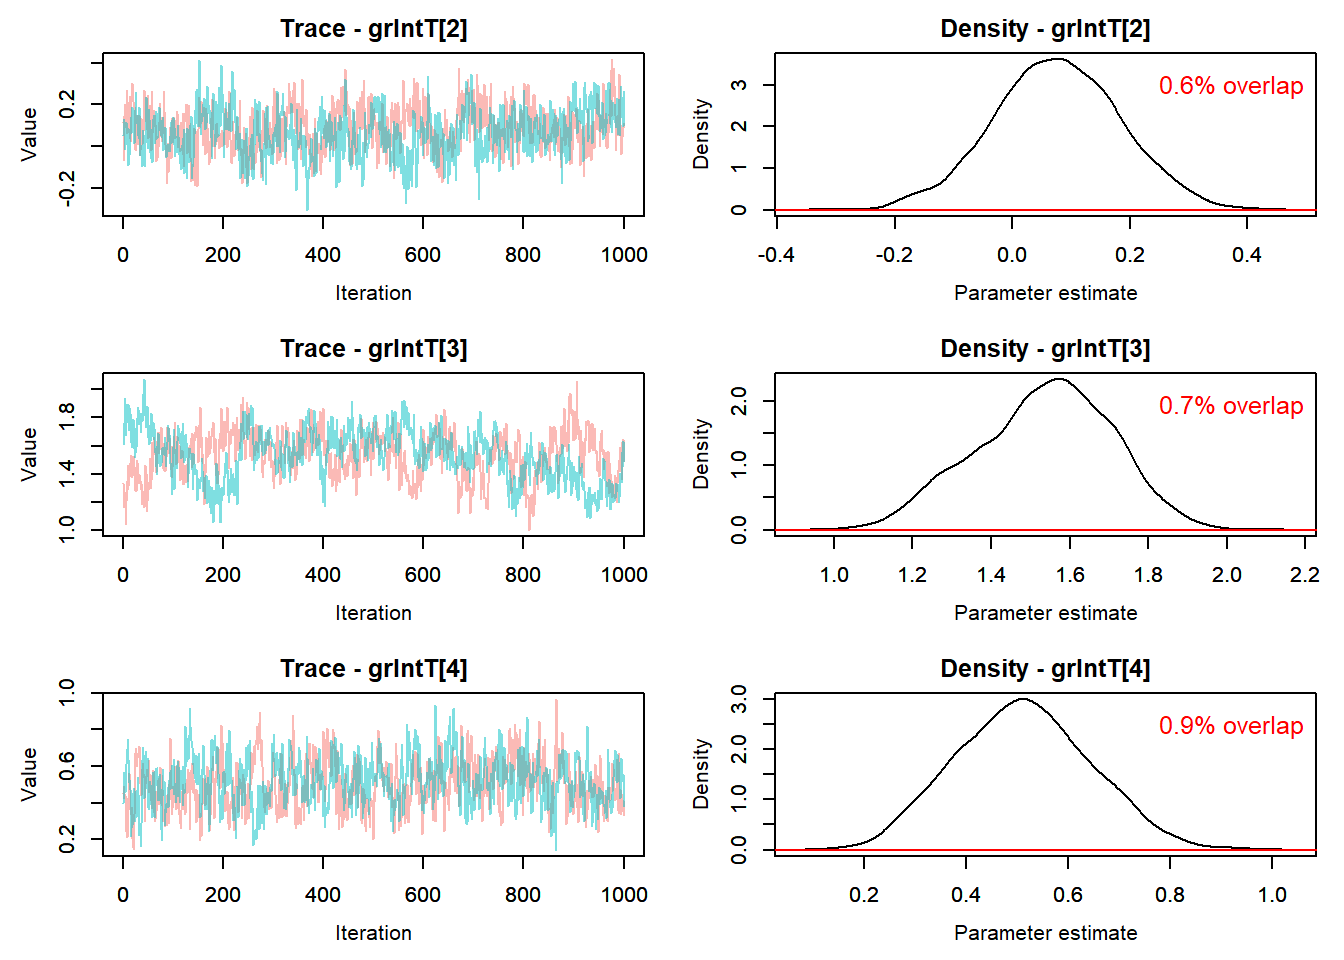 Trace - grIntT[2]
Value
-0.2 0.2
0 200 400 600 800 1000
Iteration
Density - grIntT[2]
0.6% overlap
Density
0 1 2 3
-0.4 -0.2 0.0 0.2 0.4
Parameter estimate
Trace - grIntT[3]
Value
1.0 1.4 1.8
0 200 400 600 800 1000
Iteration
Density - grIntT[3]
0.7% overlap
Density
0.0 1.0 2.0
1.0 1.2 1.4 1.6 1.8 2.0 2.2
Parameter estimate
Trace - grIntT[4]
Value
0.2 0.6 1.0
0 200 400 600 800 1000
Iteration
Density - grIntT[4]
0.9% overlap
Density
0.0 1.0 2.0 3.0
0.2 0.4 0.6 0.8 1.0
Parameter estimate